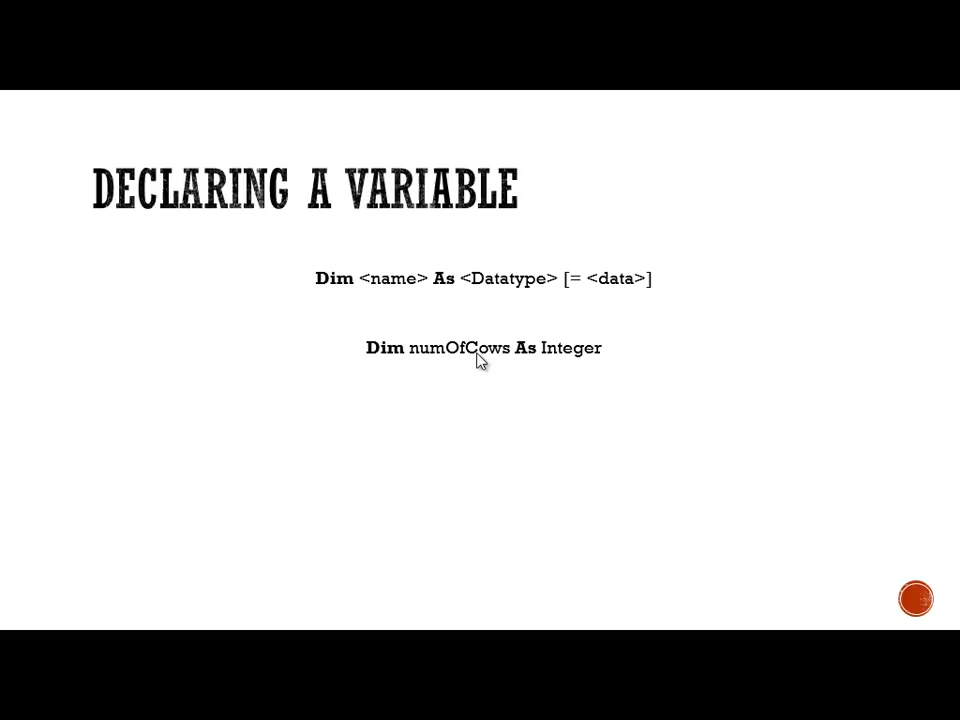 DECLARING A VARIABLE
Dim <name> As <Datatype> [= <data>]
Dim numOfCows As Integer